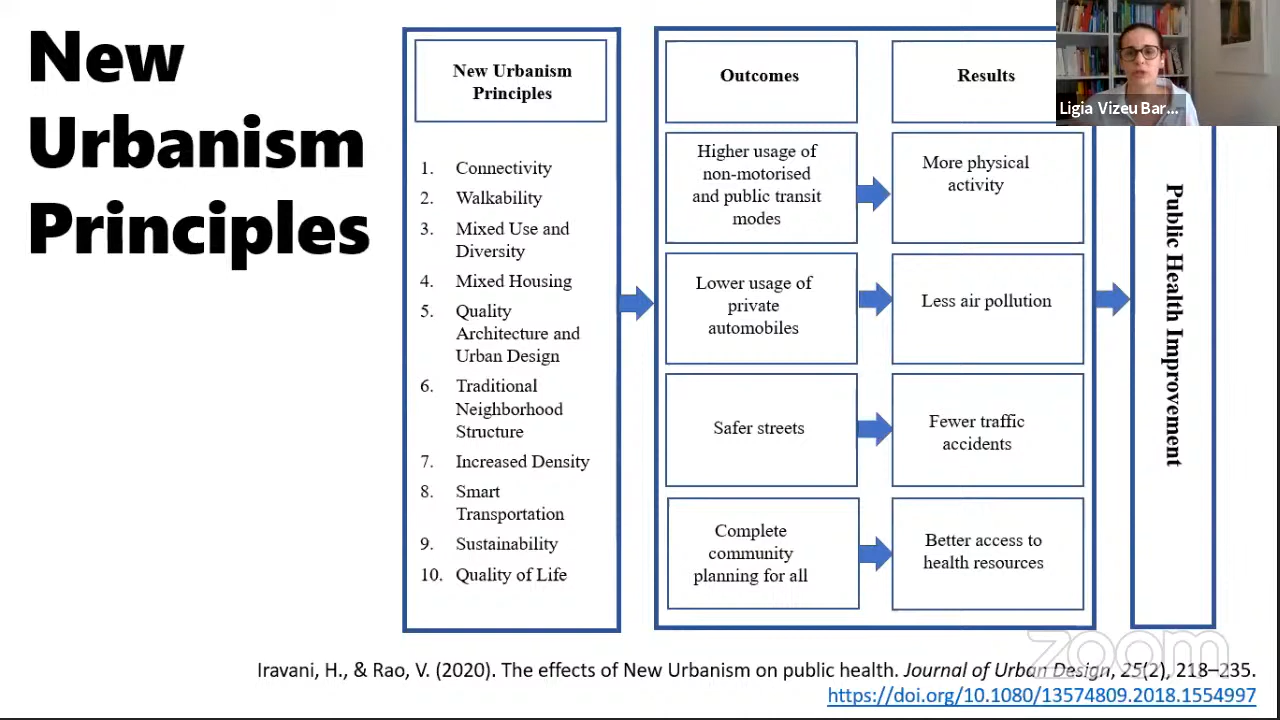 New
Urbanism
Principles
New Urbanism
Principles
1. Connectivity
2. Walkability
3. Mixed Use and
Diversity
4. Mixed Housing
5. Quality
Architecture and
Urban Design
6. Traditional
Neighborhood
Structure
7. Increased Density
8. Smart
Transportation
9. Sustainability
10. Quality of Life
Outcomes
Results
Higher usage of
non-motorised
and public transit
modes
More physical
activity
Lower usage of
private
automobiles
Less air pollution
Safer streets
Fewer traffic
accidents
Complete
community
planning for all
Better access to
health resources
Public Health Improvement
Ligia Vizeu Bar...
zoom
Iravani, H., & Rao, V. (2020). The effects of New Urbanism on public health. Journal of Urban Design, 25(2), 218–235.
https://doi.org/10.1080/13574809.2018.1554997